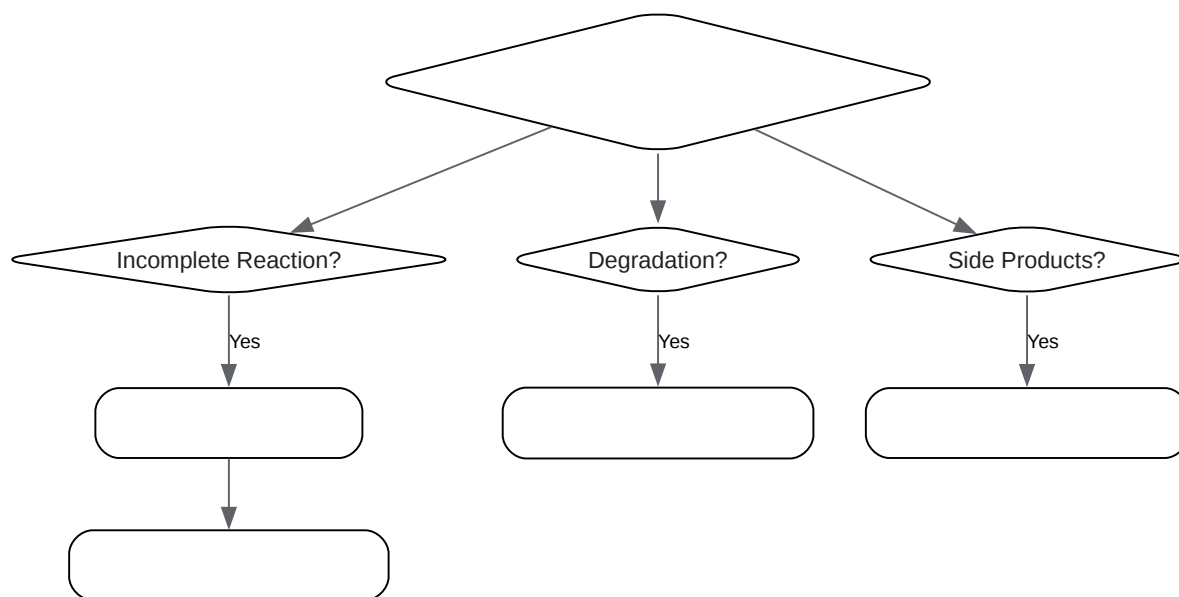 Incomplete Reaction?
Degradation?
Side Products?
Yes
Yes
Yes